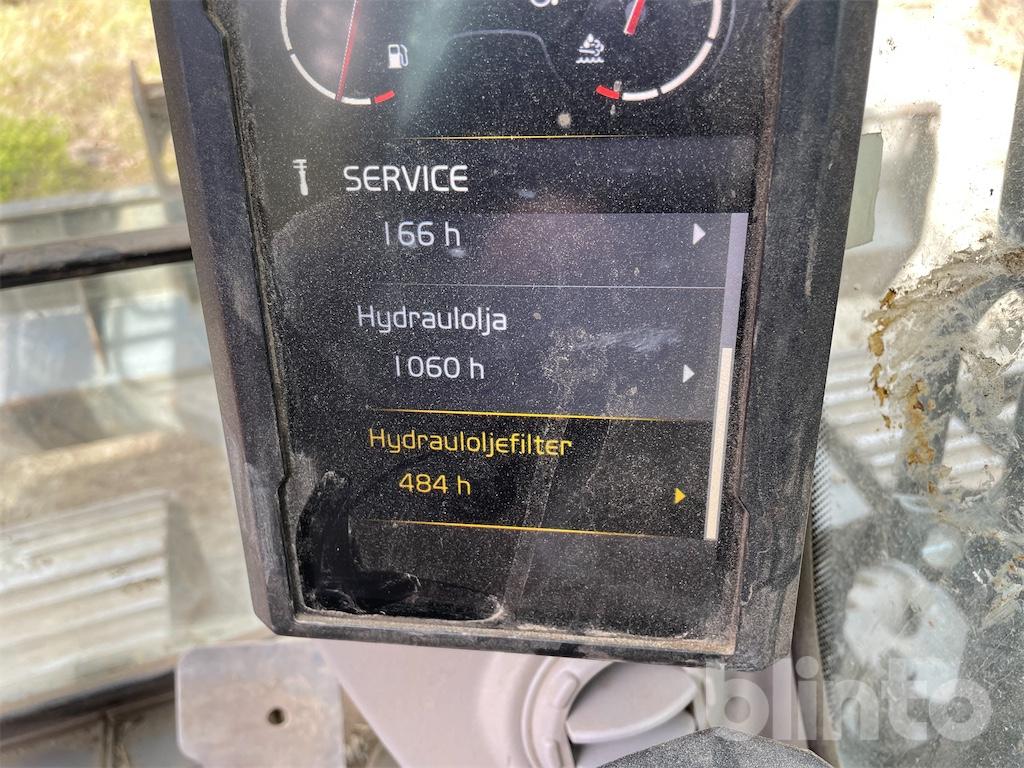 SERVICE
166 h
Hydraulolja
1060 h
Hydrauloljefilter
484 h
blinto